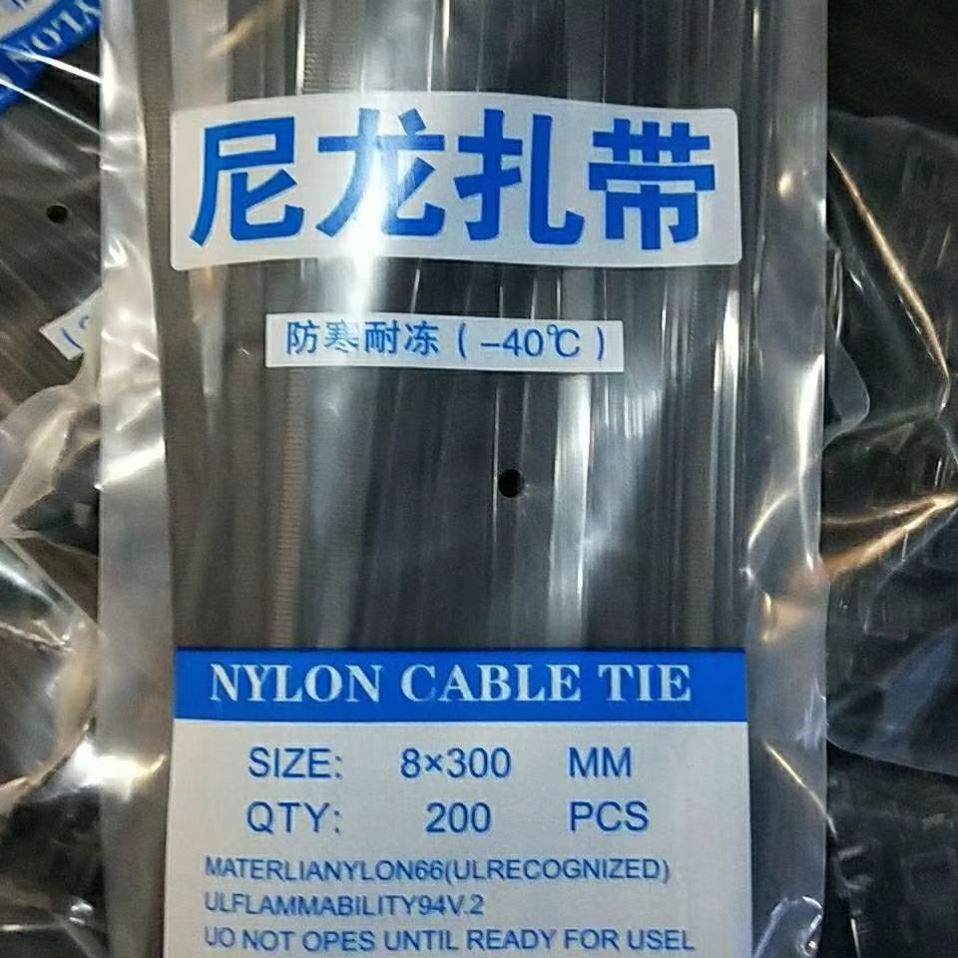 NYLON
尼龙扎带
防寒耐冻（-40℃）
NYLON CABLE TIE
SIZE: 8×300 MM
QTY: 200 PCS
MATERLIANYLON66(ULRECOGNIZED)
ULFLAMMABILITY94V.2
UO NOT OPES UNTIL READY FOR USEL